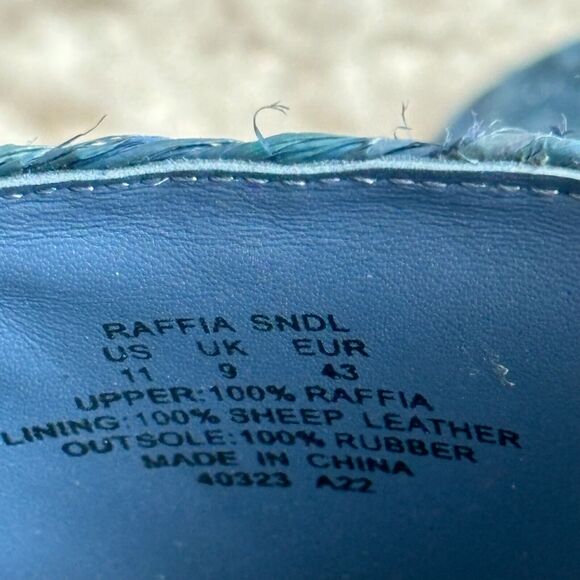 RAFFIA SNDL
US UK EUR
11 9 43
UPPER:100% RAFFIA
LINING:100% SHEEP LEATHER
OUTSOLE:100% RUBBER
MADE IN CHINA
40323 A22